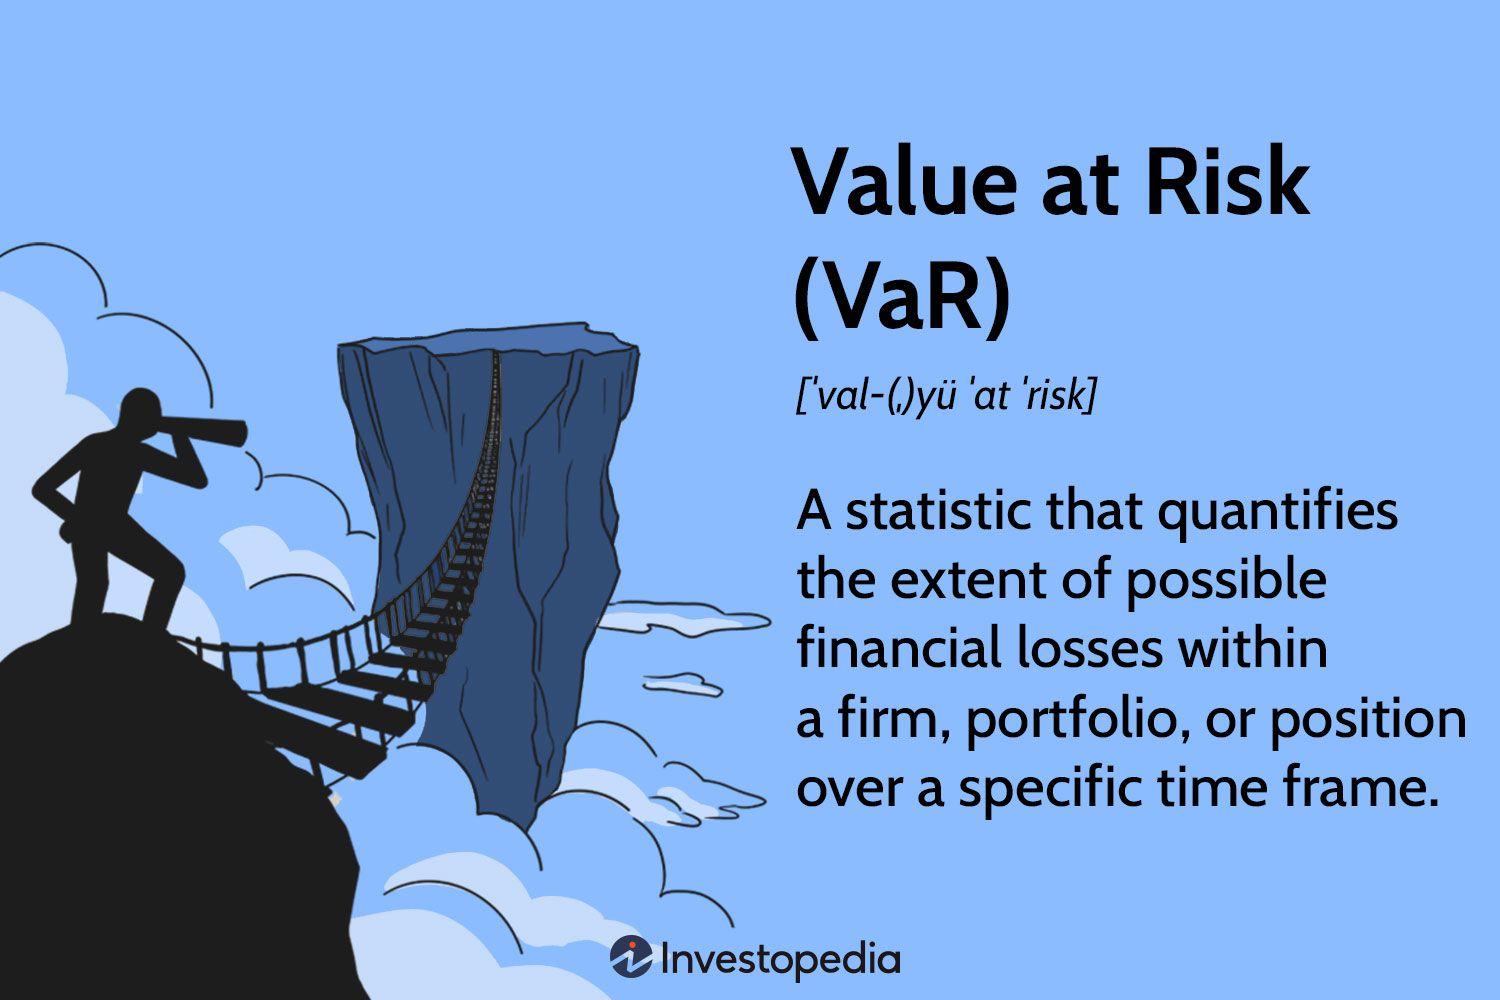 Value at Risk
(VaR)
[ˈval-(ˌ)yü ˈat ˈrisk]
A statistic that quantifies
the extent of possible
financial losses within
a firm, portfolio, or position
over a specific time frame.
Investopedia